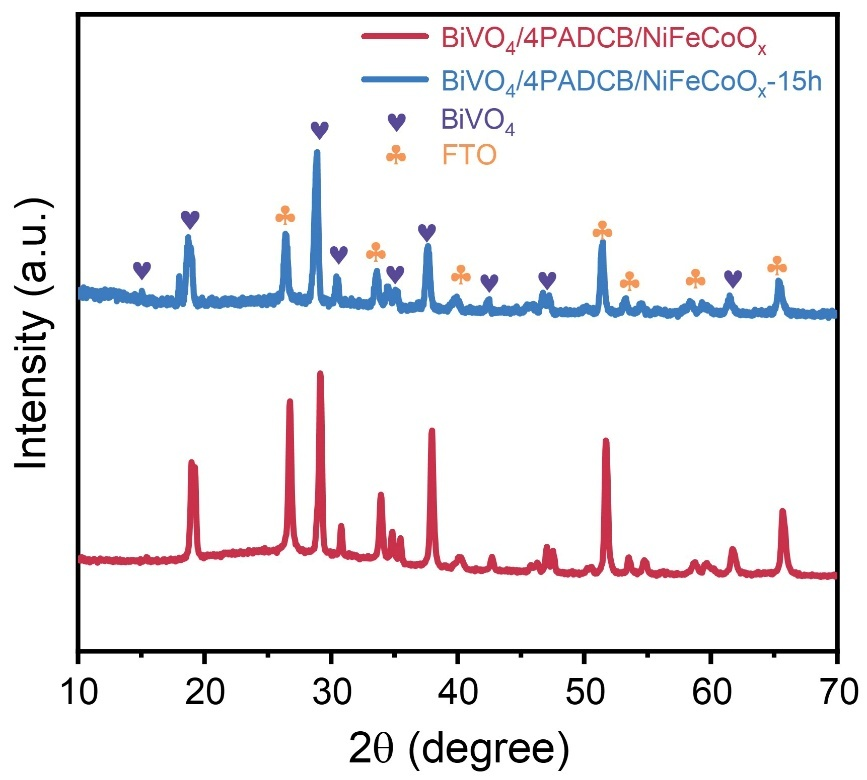 BiVO₄/4PADCB/NiFeCoOₓ
BiVO₄/4PADCB/NiFeCoOₓ-15h
BiVO₄
FTO
Intensity (a.u.)
10 20 30 40 50 60 70
2θ (degree)